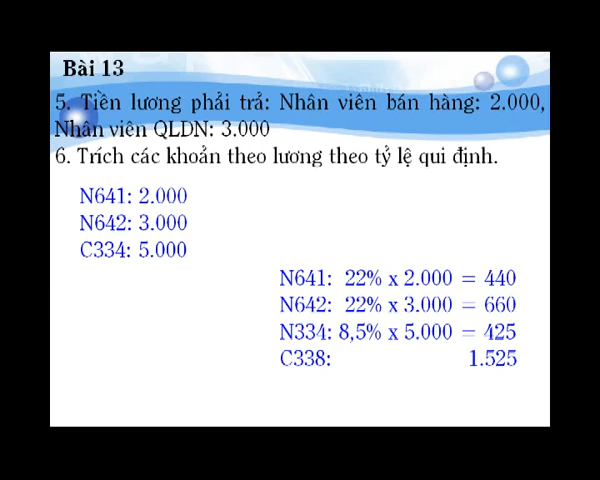 Bài 13
5. Tiền lương phải trả: Nhân viên bán hàng: 2.000,
Nhân viên QLDN: 3.000
6. Trích các khoản theo lương theo tỷ lệ qui định.
N641: 2.000
N642: 3.000
C334: 5.000
N641: 22% x 2.000 = 440
N642: 22% x 3.000 = 660
N334: 8,5% x 5.000 = 425
C338: 1.525